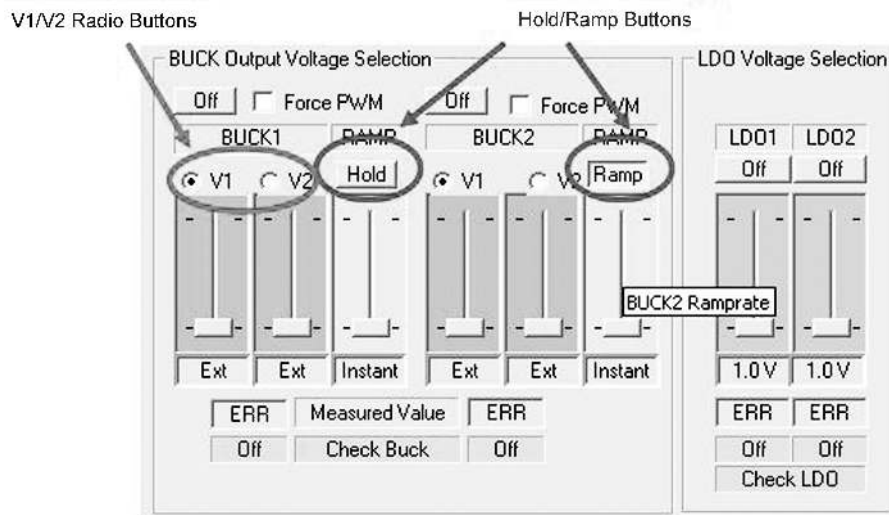 V1/V2 Radio Buttons
Hold/Ramp Buttons
BUCK Output Voltage Selection
LDO Voltage Selection
Off Force PWM Off Force PWM
BUCK1 RAMP BUCK2 RAMP LDO1 LDO2
V1 V2 Hold V1 V2 Ramp Off Off
BUCK2 Ramprate
Ext Ext Instant Ext Ext Instant 1.0 V 1.0 V
ERR Measured Value ERR ERR ERR
Off Check Buck Off Off Off
Check LDO